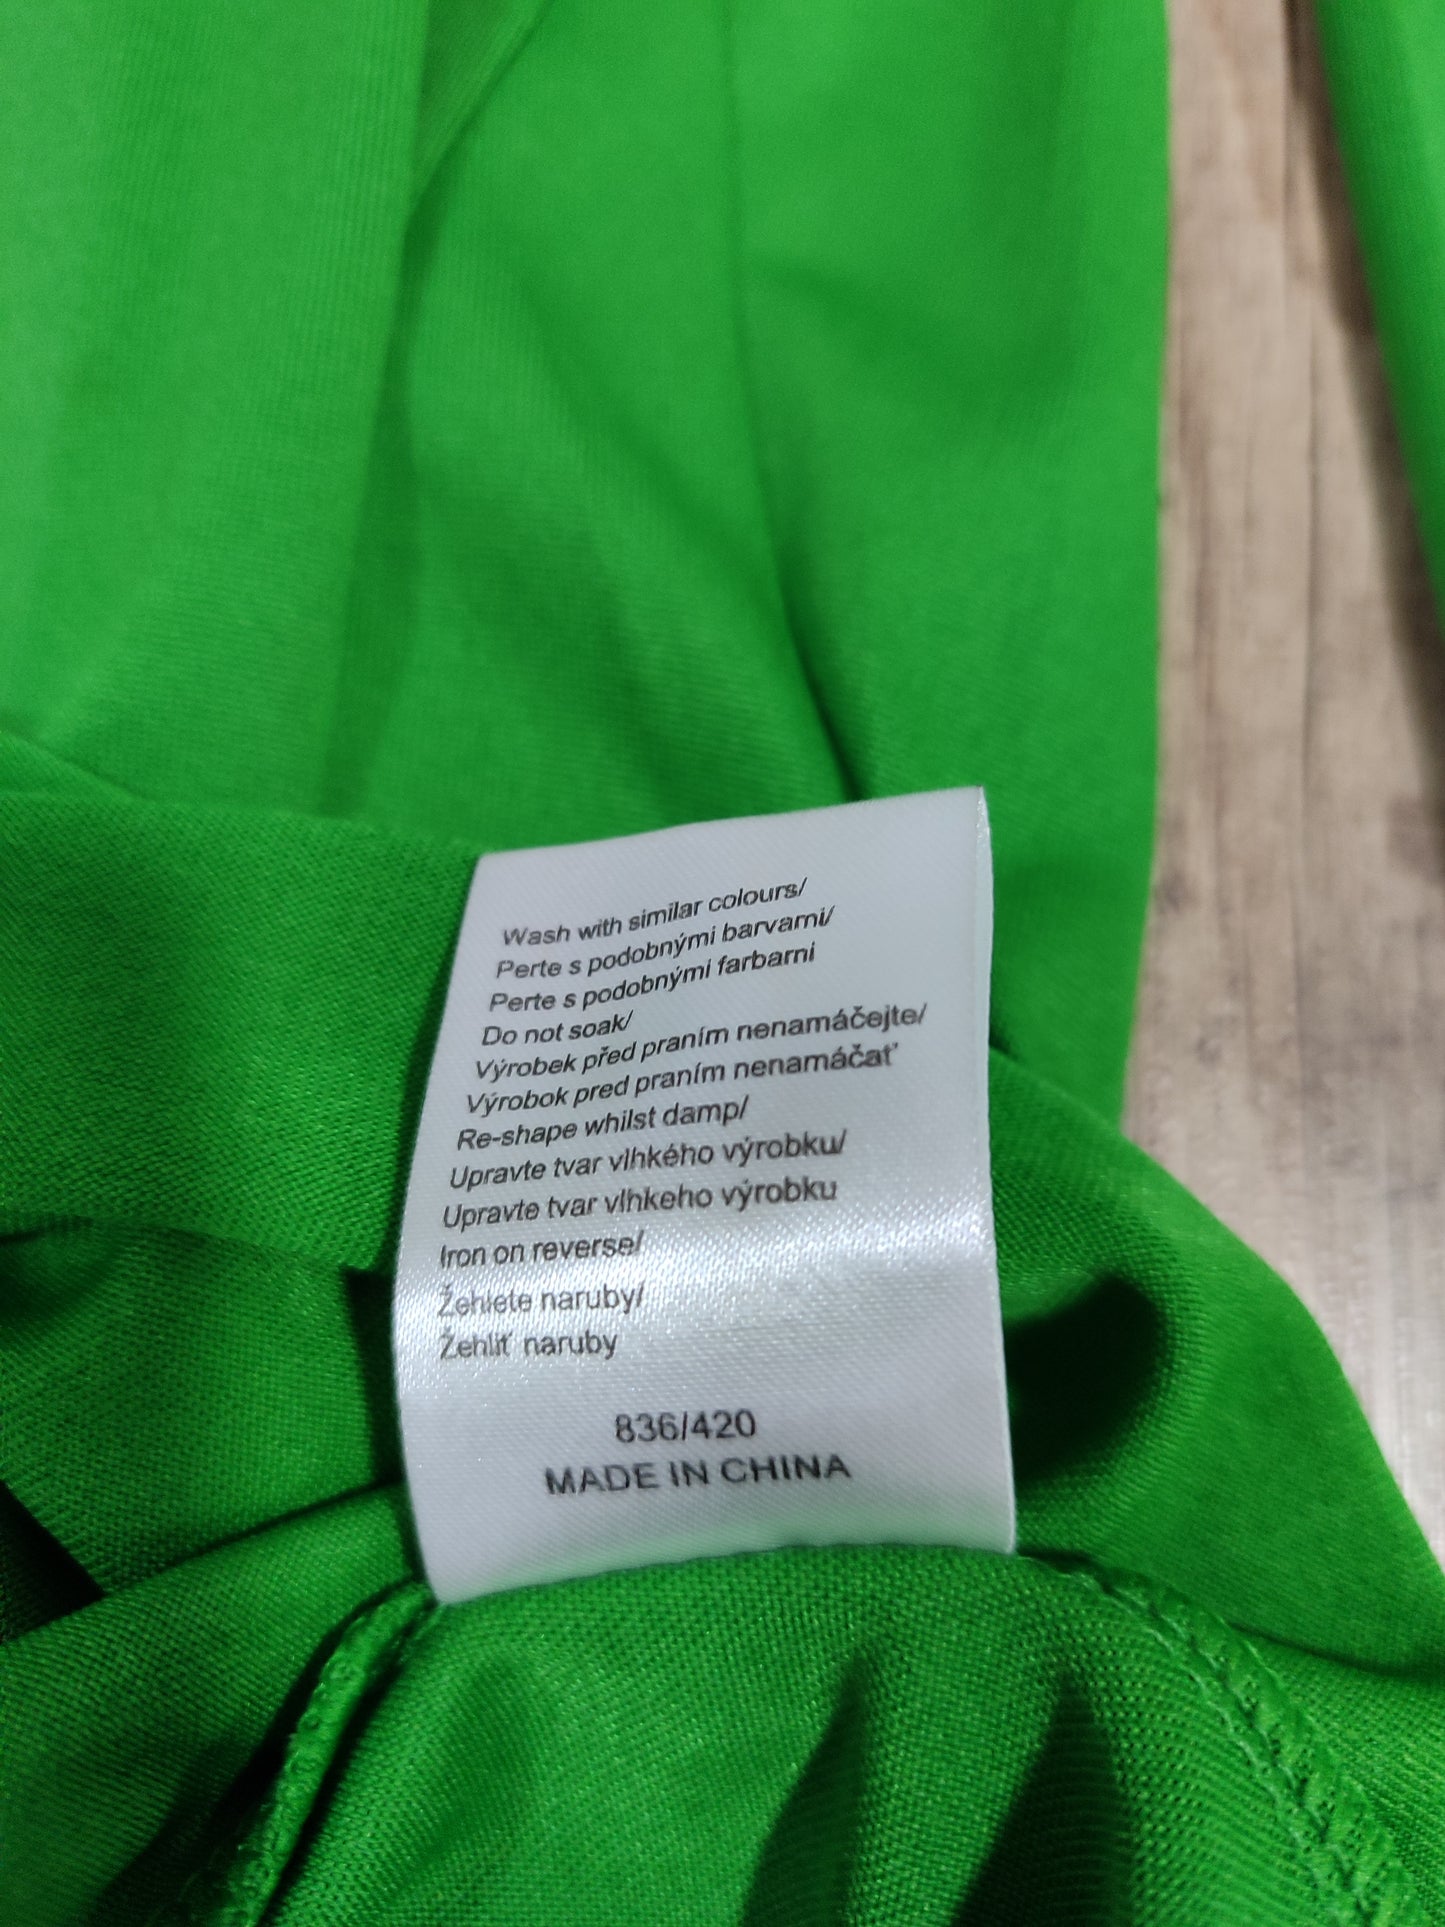 Wash with similar colours/
Perte s podobnými barvami/
Perte s podobnými farbarni
Do not soak/
Výrobek před praním nenamáčejte/
Výrobok pred praním nenamáčať
Re-shape whilst damp/
Upravte tvar vlhkého výrobku/
Upravte tvar vlhkeho výrobku
Iron on reverse/
Žehlete naruby/
Žehliť naruby
836/420
MADE IN CHINA